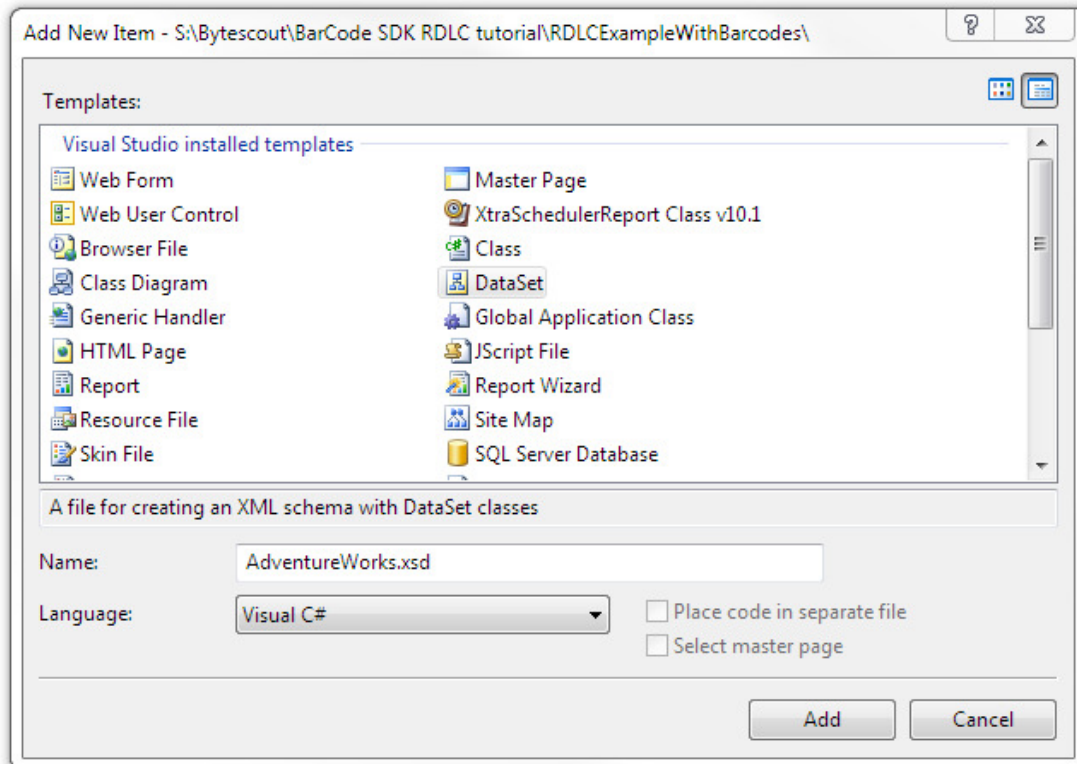 Add New Item - S:\Bytescout\BarCode SDK RDLC tutorial\RDLCExampleWithBarcodes\
Templates:
Visual Studio installed templates
Web Form
Master Page
Web User Control
XtraSchedulerReport Class v10.1
Browser File
Class
Class Diagram
DataSet
Generic Handler
Global Application Class
HTML Page
JScript File
Report
Report Wizard
Resource File
Site Map
Skin File
SQL Server Database
A file for creating an XML schema with DataSet classes
Name: AdventureWorks.xsd
Language: Visual C# Place code in separate file
Select master page
Add Cancel